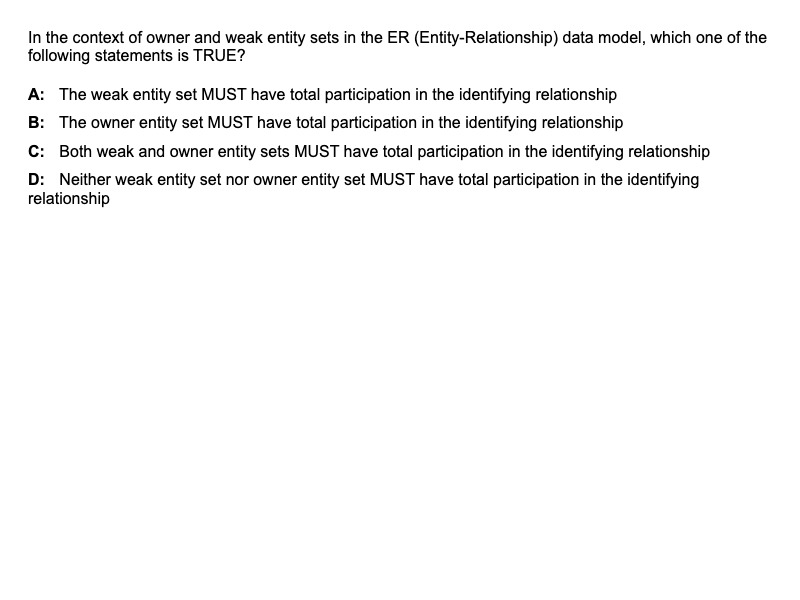 In the context of owner and weak entity sets in the ER (Entity-Relationship) data model, which one of the
following statements is TRUE?
A: The weak entity set MUST have total participation in the identifying relationship
B: The owner entity set MUST have total participation in the identifying relationship
C: Both weak and owner entity sets MUST have total participation in the identifying relationship
D: Neither weak entity set nor owner entity set MUST have total participation in the identifying
relationship